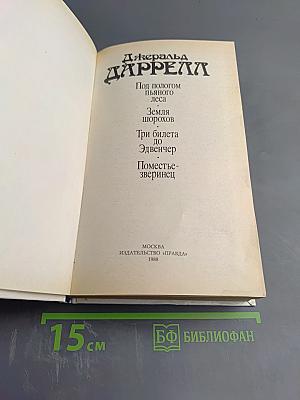 Джеральд
ДАРРЕЛЛ
Под пологом
пьяного
леса
Земля
шорохов
Три билета
до
Эдвенчер
Поместье-
зверинец
МОСКВА
ИЗДАТЕЛЬСТВО «ПРАВДА»
1988
15 см
БФ БИБЛИОФАН